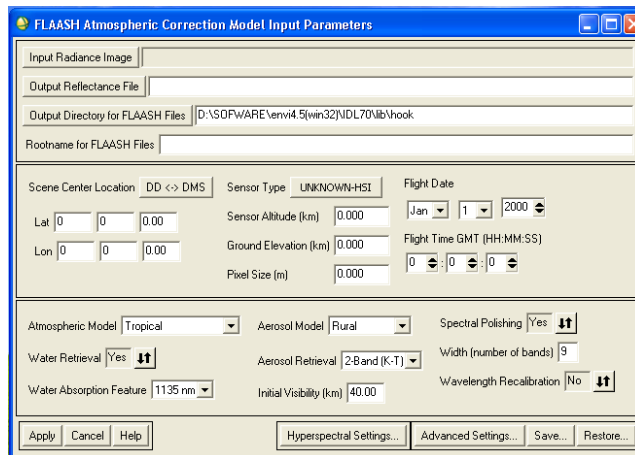 FLAASH Atmospheric Correction Model Input Parameters
Input Radiance Image
Output Reflectance File
Output Directory for FLAASH Files D:\SOFWARE\envi4.5(win32)\IDL70\lib\hook
Rootname for FLAASH Files
Scene Center Location DD <-> DMS
Lat 0 0 0.00
Lon 0 0 0.00
Sensor Type UNKNOWN-HSI
Sensor Altitude (km) 0.000
Ground Elevation (km) 0.000
Pixel Size (m) 0.000
Flight Date
Jan 1 2000
Flight Time GMT (HH:MM:SS)
0 : 0 : 0
Atmospheric Model Tropical
Water Retrieval Yes
Water Absorption Feature 1135 nm
Aerosol Model Rural
Aerosol Retrieval 2-Band (K-T)
Initial Visibility (km) 40.00
Spectral Polishing Yes
Width (number of bands) 9
Wavelength Recalibration No
Apply Cancel Help Hyperspectral Settings... Advanced Settings... Save... Restore...